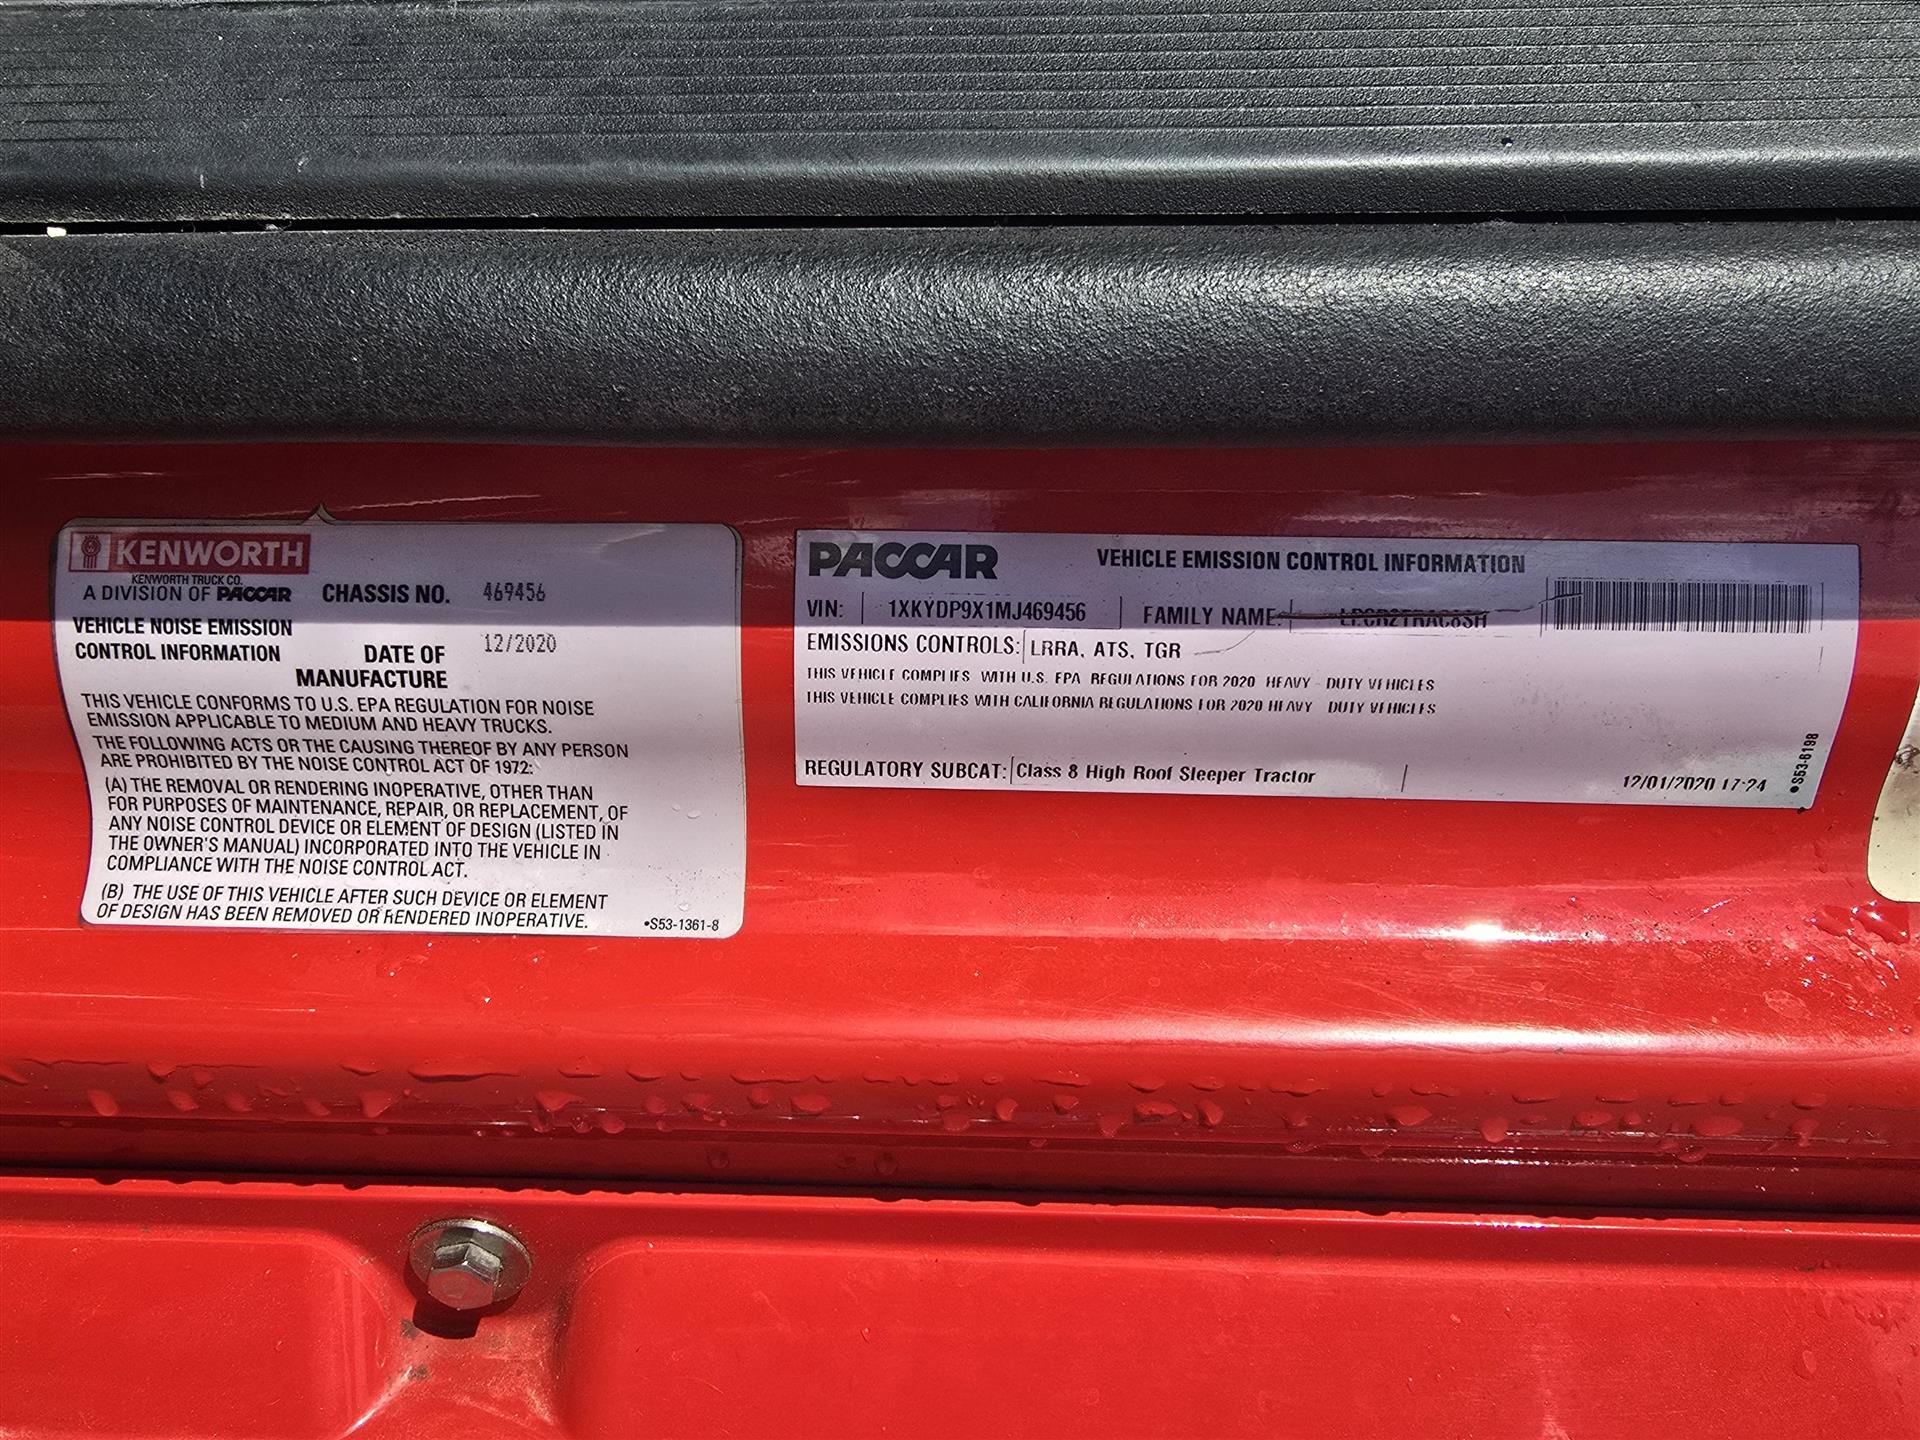 KENWORTH
KENWORTH TRUCK CO.
A DIVISION OF PACCAR
CHASSIS NO. 469456
VEHICLE NOISE EMISSION
CONTROL INFORMATION
DATE OF
MANUFACTURE
12/2020
THIS VEHICLE CONFORMS TO U.S. EPA REGULATION FOR NOISE
EMISSION APPLICABLE TO MEDIUM AND HEAVY TRUCKS.
THE FOLLOWING ACTS OR THE CAUSING THEREOF BY ANY PERSON
ARE PROHIBITED BY THE NOISE CONTROL ACT OF 1972:
(A) THE REMOVAL OR RENDERING INOPERATIVE, OTHER THAN
FOR PURPOSES OF MAINTENANCE, REPAIR, OR REPLACEMENT, OF
ANY NOISE CONTROL DEVICE OR ELEMENT OF DESIGN (LISTED IN
THE OWNER'S MANUAL) INCORPORATED INTO THE VEHICLE IN
COMPLIANCE WITH THE NOISE CONTROL ACT.
(B) THE USE OF THIS VEHICLE AFTER SUCH DEVICE OR ELEMENT
OF DESIGN HAS BEEN REMOVED OR RENDERED INOPERATIVE.
•S53-1361-8
PACCAR
VEHICLE EMISSION CONTROL INFORMATION
VIN: 1XKYDP9X1MJ469456 FAMILY NAME:
EMISSIONS CONTROLS: LRRA, ATS, TGR
THIS VEHICLE COMPLIES WITH U.S. EPA REGULATIONS FOR 2020 HEAVY - DUTY VEHICLES
THIS VEHICLE COMPLIES WITH CALIFORNIA REGULATIONS FOR 2020 HEAVY DUTY VEHICLES
REGULATORY SUBCAT: Class 8 High Roof Sleeper Tractor
12/01/2020 17:24
•S53-6198